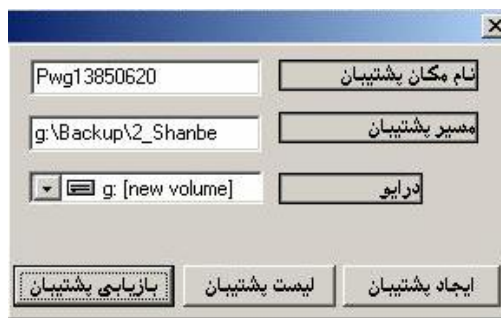 نام مکان پشتیبان Pwg13850620
مسیر پشتیبان g:\Backup\2_Shanbe
درایو g: [new volume]
ایجاد پشتیبان لیست پشتیبان بازیابی پشتیبان